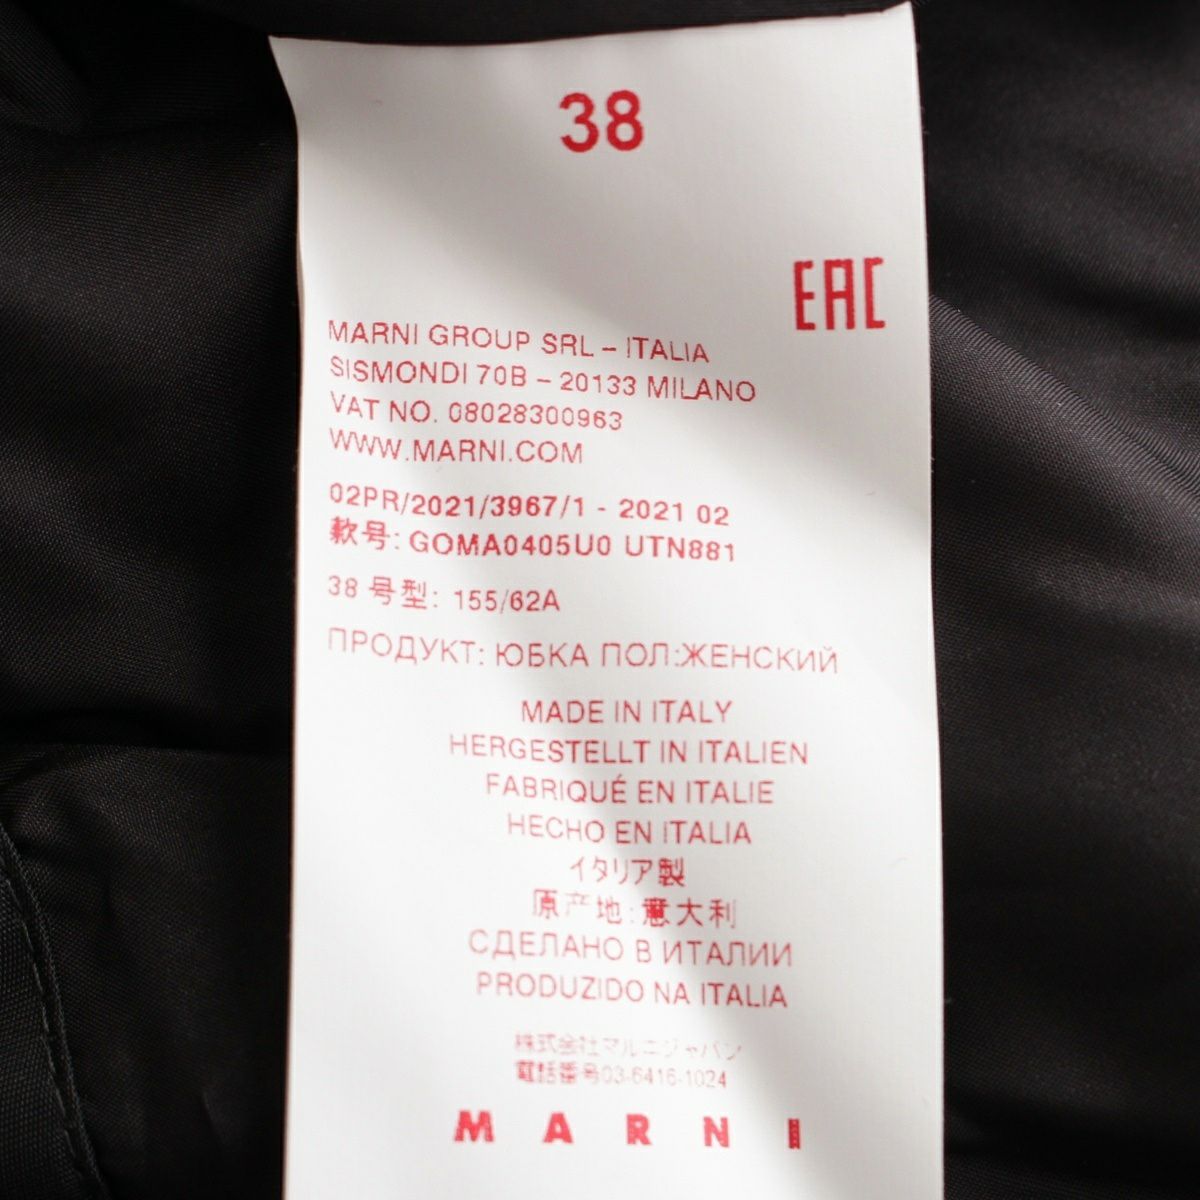 38
EAC
MARNI GROUP SRL – ITALIA
SISMONDI 70B – 20133 MILANO
VAT NO. 08028300963
WWW.MARNI.COM
02PR/2021/3967/1 - 2021 02
款号: GOMA0405U0 UTN881
38 号型: 155/62A
ПРОДУКТ: ЮБКА ПОЛ:ЖЕНСКИЙ
MADE IN ITALY
HERGESTELLT IN ITALIEN
FABRIQUÉ EN ITALIE
HECHO EN ITALIA
イタリア製
原产地: 意大利
СДЕЛАНО В ИТАЛИИ
PRODUZIDO NA ITALIA
株式会社マルニジャパン
電話番号03-6416-1024
MARNI